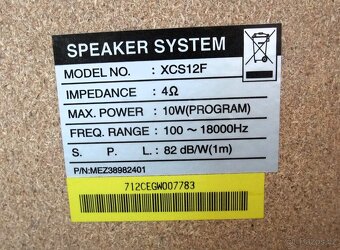 SPEAKER SYSTEM
MODEL NO. : XCS12F
IMPEDANCE : 4Ω
MAX. POWER : 10W(PROGRAM)
FREQ. RANGE : 100 ~ 18000Hz
S. P. L. : 82 dB/W(1m)
P/N:MEZ38982401
712CEGW007783